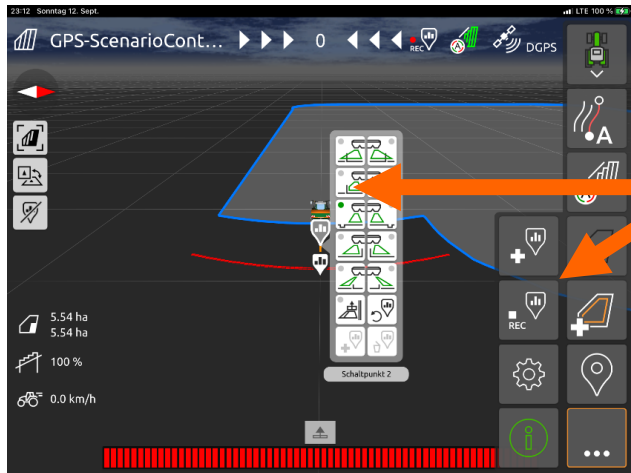 23:12 Sonntag 12. Sept.
LTE 100 %
GPS-ScenarioCont... 0 REC A DGPS
A
A
5.54 ha
5.54 ha
REC
100 %
Schaltpunkt 2
0.0 km/h